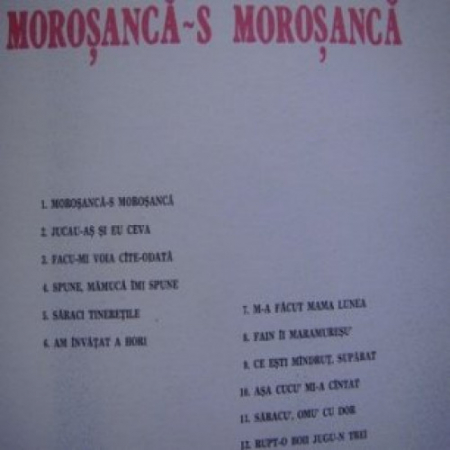 MOROȘANCĂ~S MOROȘANCĂ
1. MOROȘANCĂ-S MOROȘANCĂ
2. JUCAU-AȘ ȘI EU CEVA
3. FACU-MI VOIA CÎTE-ODATĂ
4. SPUNE, MĂMUCĂ ÎMI SPUNE
5. SĂRACI TINEREȚILE
6. AM ÎNVĂȚAT A HORI
7. M-A FĂCUT MAMA LUNEA
8. FAIN ÎI MARAMUREȘU'
9. CE EȘTI MÎNDRUȚ, SUPĂRAT
10. AȘA CUCU' MI-A CÎNTAT
11. SĂRACU', OMU' CU DOR
12. RUPT-O BOII JUGU-N TREI